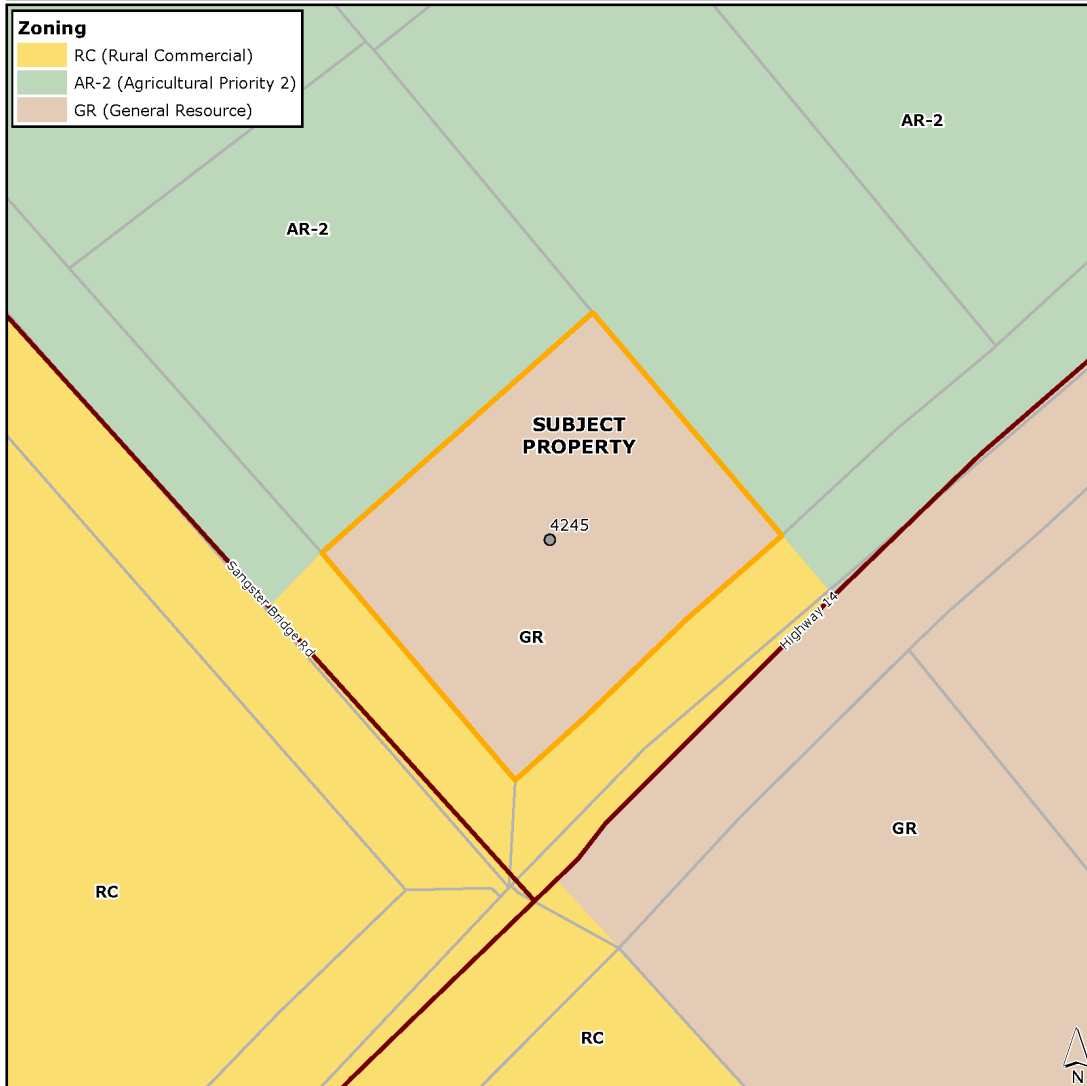 Zoning
RC (Rural Commercial)
AR-2 (Agricultural Priority 2)
GR (General Resource)
AR-2
AR-2
SUBJECT
PROPERTY
4245
Sangster Bridge Rd
Highway 14
GR
GR
RC
RC
N